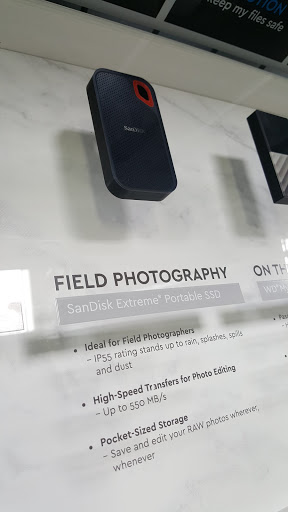 OTION
keep my files safe
SanDisk
FIELD PHOTOGRAPHY
SanDisk Extreme® Portable SSD
• Ideal for Field Photographers
– IP55 rating stands up to rain, splashes, spills
and dust
• High-Speed Transfers for Photo Editing
– Up to 550 MB/s
• Pocket-Sized Storage
– Save and edit your RAW photos wherever,
whenever
ON TH